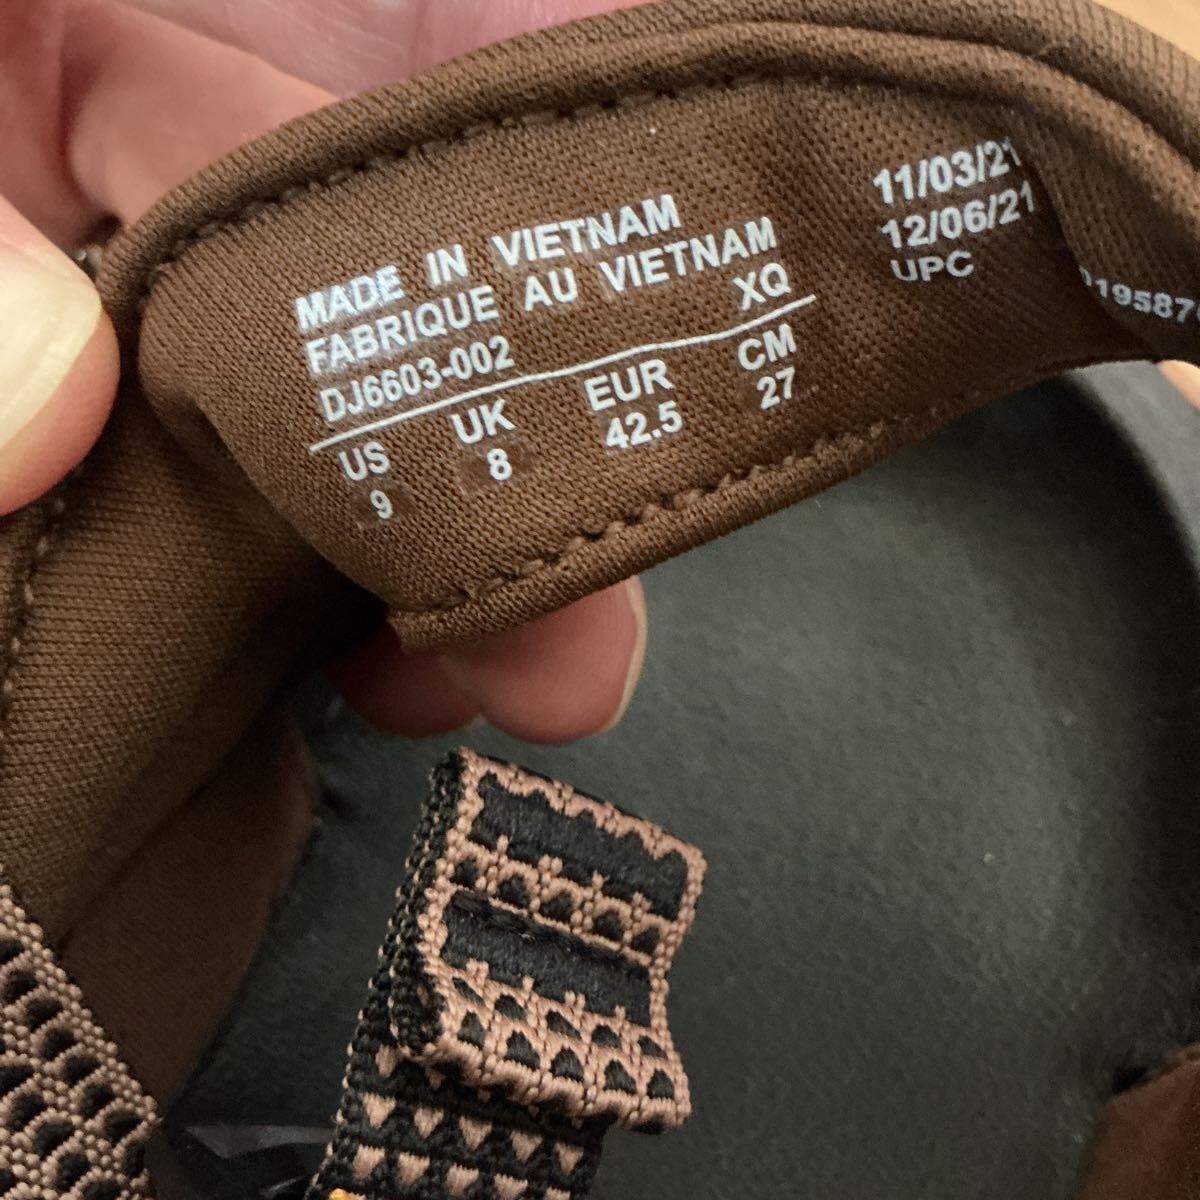 MADE IN VIETNAM
FABRIQUE AU VIETNAM
DJ6603-002 XQ
US UK EUR CM
9 8 42.5 27
11/03/21
12/06/21
UPC